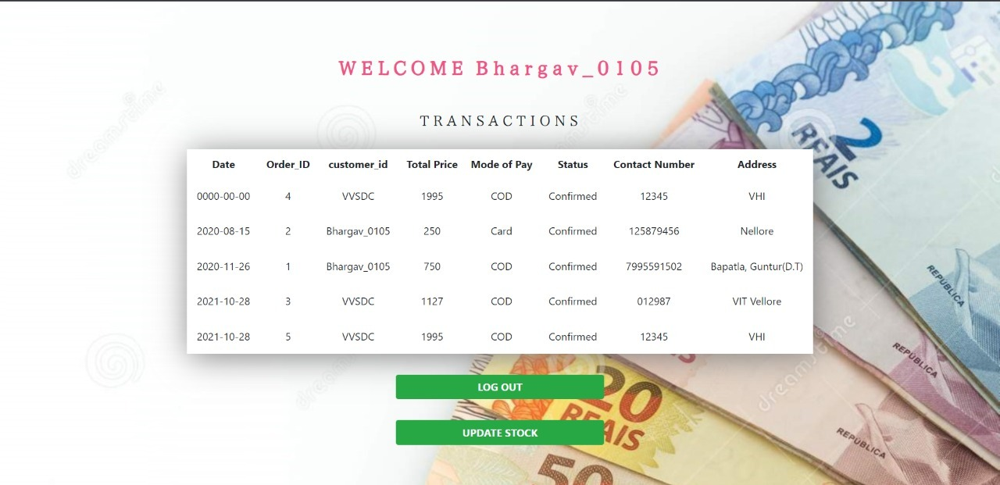 WELCOME Bhargav_0105
TRANSACTIONS
Date Order_ID customer_id Total Price Mode of Pay Status Contact Number Address
0000-00-00 4 VVSDC 1995 COD Confirmed 12345 VHI
2020-08-15 2 Bhargav_0105 250 Card Confirmed 125879456 Nellore
2020-11-26 1 Bhargav_0105 750 COD Confirmed 7995591502 Bapatla, Guntur(D.T)
2021-10-28 3 VVSDC 1127 COD Confirmed 012987 VIT Vellore
2021-10-28 5 VVSDC 1995 COD Confirmed 12345 VHI
LOG OUT
UPDATE STOCK
2
REAIS
REPÚBLICA
REPÚBLICA
REPÚBLICA
20
REAIS
50
dreamstime
dreamstime
dreamstime
dreamstime